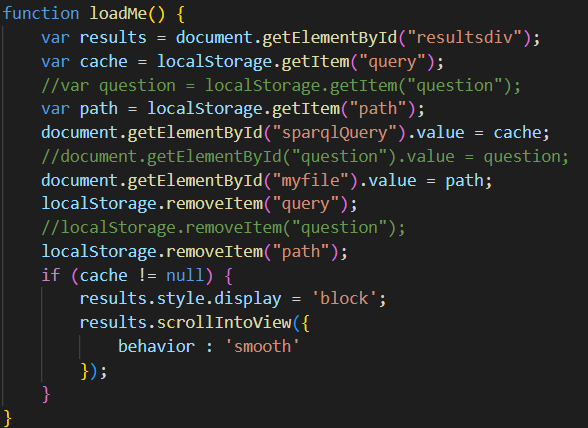 function loadMe() {
    var results = document.getElementById("resultsdiv");
    var cache = localStorage.getItem("query");
    //var question = localStorage.getItem("question");
    var path = localStorage.getItem("path");
    document.getElementById("sparqlQuery").value = cache;
    //document.getElementById("question").value = question;
    document.getElementById("myfile").value = path;
    localStorage.removeItem("query");
    //localStorage.removeItem("question");
    localStorage.removeItem("path");
    if (cache != null) {
        results.style.display = 'block';
        results.scrollIntoView({
            behavior : 'smooth'
        });
    }
}